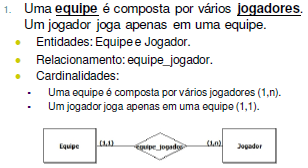 1. Uma equipe é composta por vários jogadores.
Um jogador joga apenas em uma equipe.
Entidades: Equipe e Jogador.
Relacionamento: equipe_jogador.
Cardinalidades:
Uma equipe é composta por vários jogadores (1,n).
Um jogador joga apenas em uma equipe (1,1).
Equipe (1,1) equipe_jogador (1,n) Jogador